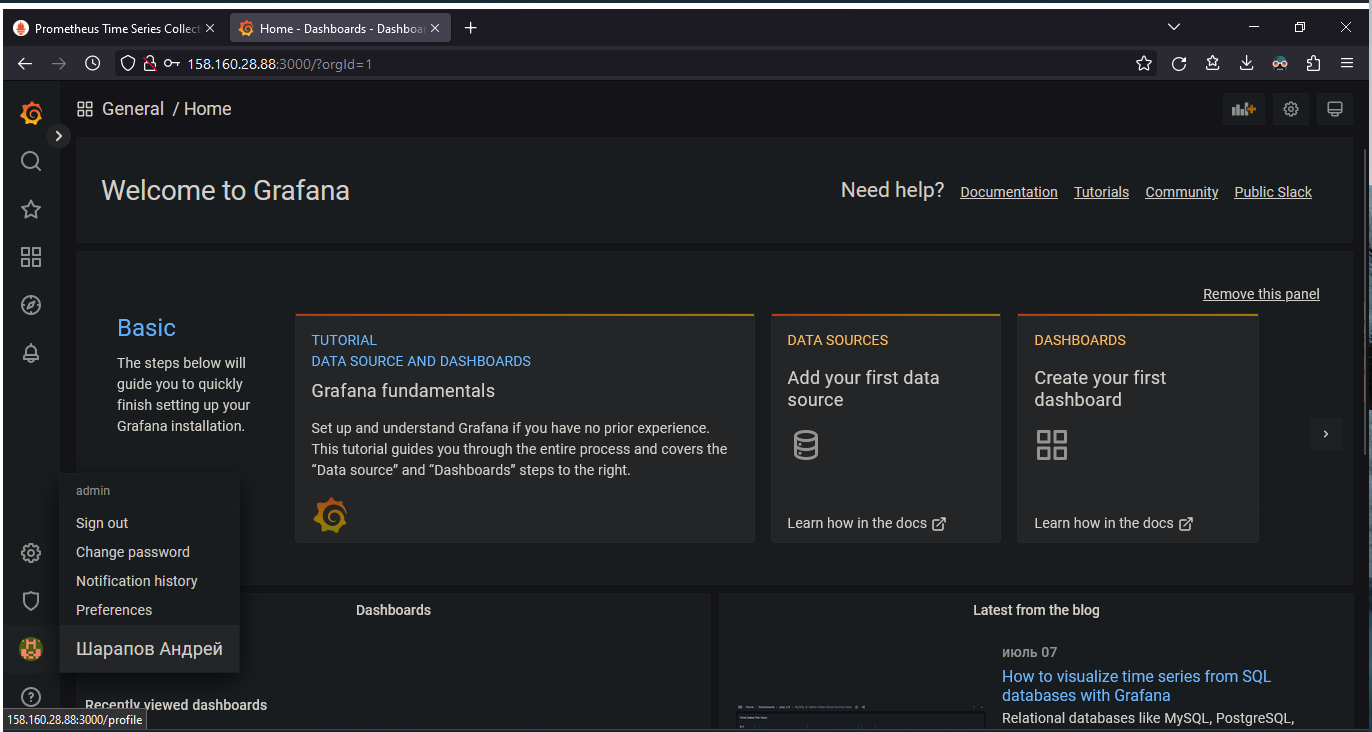 Prometheus Time Series Collect
Home - Dashboards - Dashboar
158.160.28.88:3000/?orgId=1
General / Home
Welcome to Grafana
Need help? Documentation Tutorials Community Public Slack
Remove this panel
Basic
The steps below will
guide you to quickly
finish setting up your
Grafana installation.
TUTORIAL
DATA SOURCE AND DASHBOARDS
Grafana fundamentals
Set up and understand Grafana if you have no prior experience.
This tutorial guides you through the entire process and covers the
“Data source” and “Dashboards” steps to the right.
DATA SOURCES
Add your first data
source
Learn how in the docs
DASHBOARDS
Create your first
dashboard
Learn how in the docs
admin
Sign out
Change password
Notification history
Preferences
Шарапов Андрей
Dashboards
Recently viewed dashboards
Latest from the blog
июль 07
How to visualize time series from SQL
databases with Grafana
Relational databases like MySQL, PostgreSQL,
158.160.28.88:3000/profile